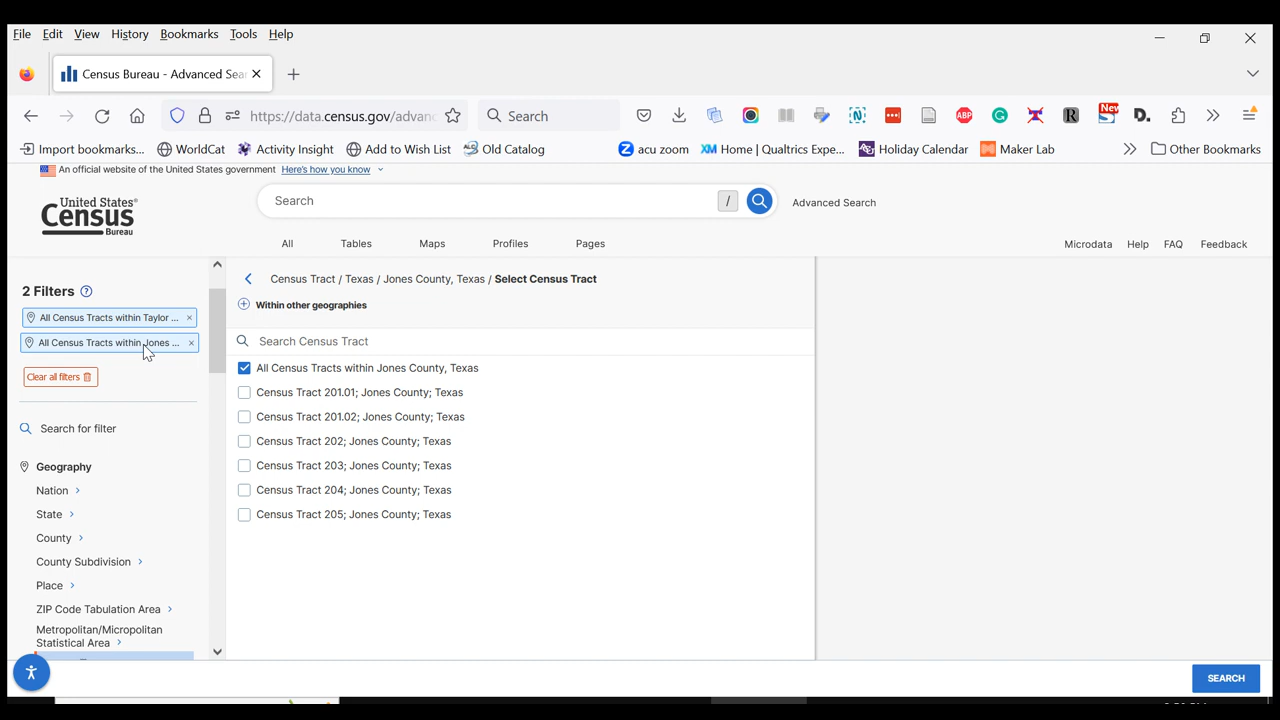 File Edit View History Bookmarks Tools Help
Census Bureau - Advanced Sear
https://data.census.gov/advanc
Search
New
ABP
R
D.
Import bookmarks...
WorldCat
Activity Insight
Add to Wish List
Old Catalog
acu zoom
XM Home | Qualtrics Expe...
Holiday Calendar
Maker Lab
Other Bookmarks
An official website of the United States government Here's how you know
United States®
Census
Bureau
Search
/
Advanced Search
All Tables Maps Profiles Pages
Microdata Help FAQ Feedback
2 Filters
All Census Tracts within Taylor ... ×
All Census Tracts within Jones ... ×
Clear all filters
Search for filter
Geography
Nation
State
County
County Subdivision
Place
ZIP Code Tabulation Area
Metropolitan/Micropolitan
Statistical Area
Census Tract / Texas / Jones County, Texas / Select Census Tract
Within other geographies
Search Census Tract
All Census Tracts within Jones County, Texas
Census Tract 201.01; Jones County; Texas
Census Tract 201.02; Jones County; Texas
Census Tract 202; Jones County; Texas
Census Tract 203; Jones County; Texas
Census Tract 204; Jones County; Texas
Census Tract 205; Jones County; Texas
SEARCH